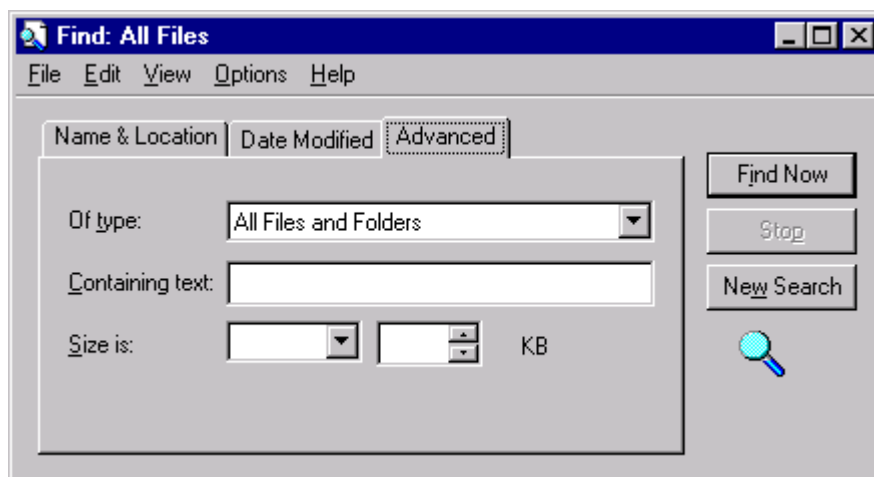 Find: All Files
File Edit View Options Help
Name & Location Date Modified Advanced
Find Now
Of type: All Files and Folders
Stop
Containing text:
New Search
Size is: KB